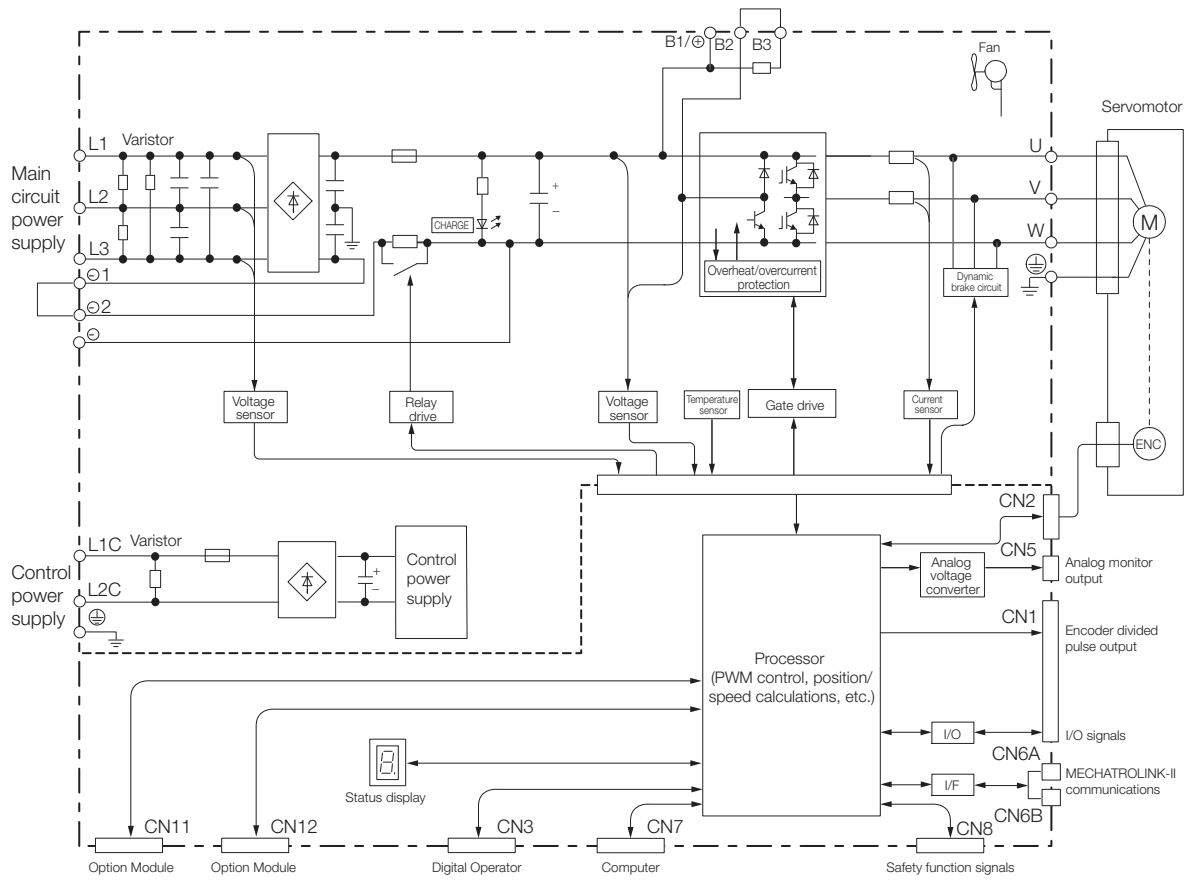 B1/⊕ B2 B3
Fan
Servomotor
Main
circuit
power
supply
L1
Varistor
L2
L3
⊖1
⊖2
⊖
CHARGE
+
−
Overheat/overcurrent
protection
U
V
W
M
Dynamic
brake circuit
Voltage
sensor
Relay
drive
Voltage
sensor
Temperature
sensor
Gate drive
Current
sensor
ENC
Control
power
supply
L1C
Varistor
L2C
+
−
Control
power
supply
CN2
CN5
Analog
voltage
converter
Analog monitor
output
CN1
Encoder divided
pulse output
Processor
(PWM control, position/
speed calculations, etc.)
I/O
I/O signals
CN6A
I/F
MECHATROLINK-II
communications
CN6B
8.
Status display
CN11
Option Module
CN12
Option Module
CN3
Digital Operator
CN7
Computer
CN8
Safety function signals